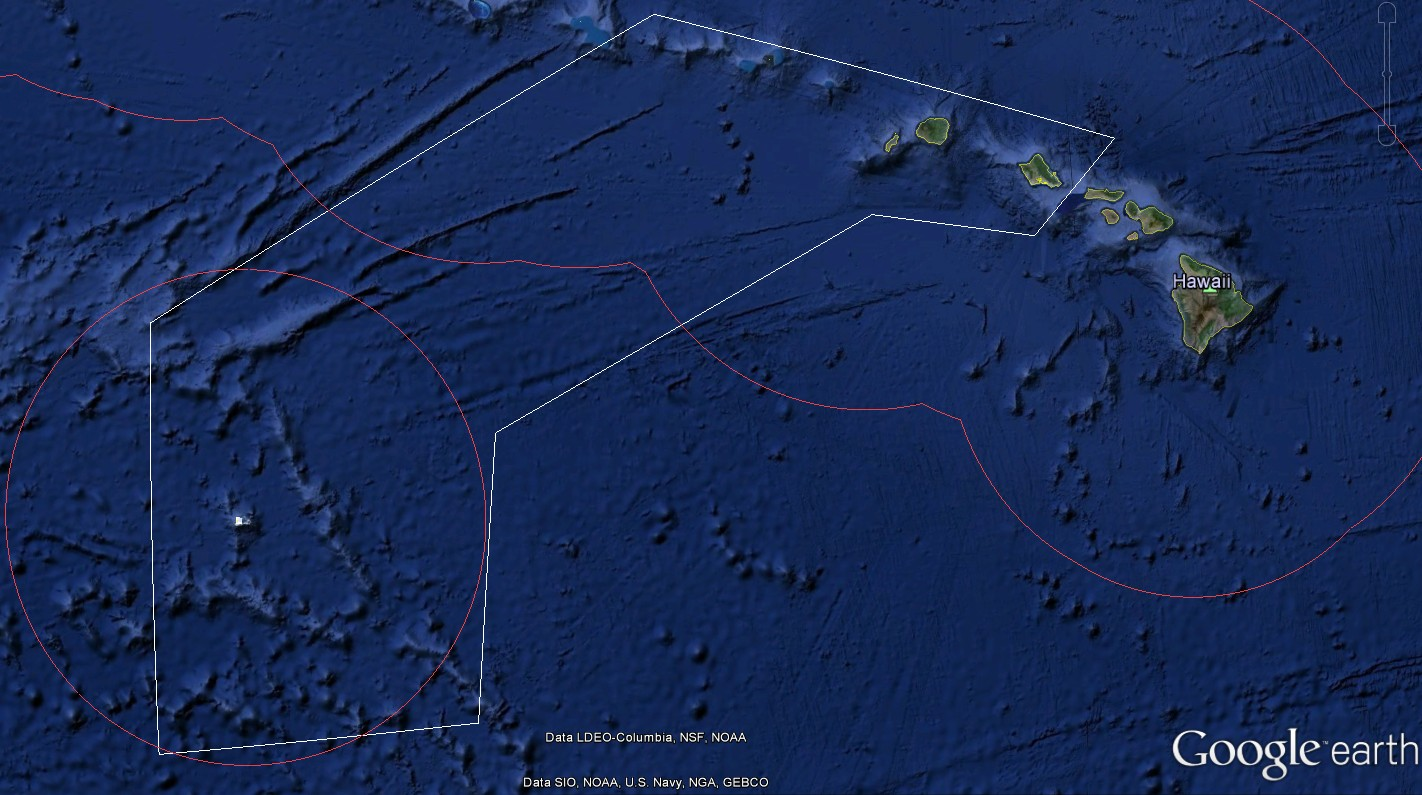 Hawaii
Data LDEO-Columbia, NSF, NOAA
Google earth
Data SIO, NOAA, U.S. Navy, NGA, GEBCO